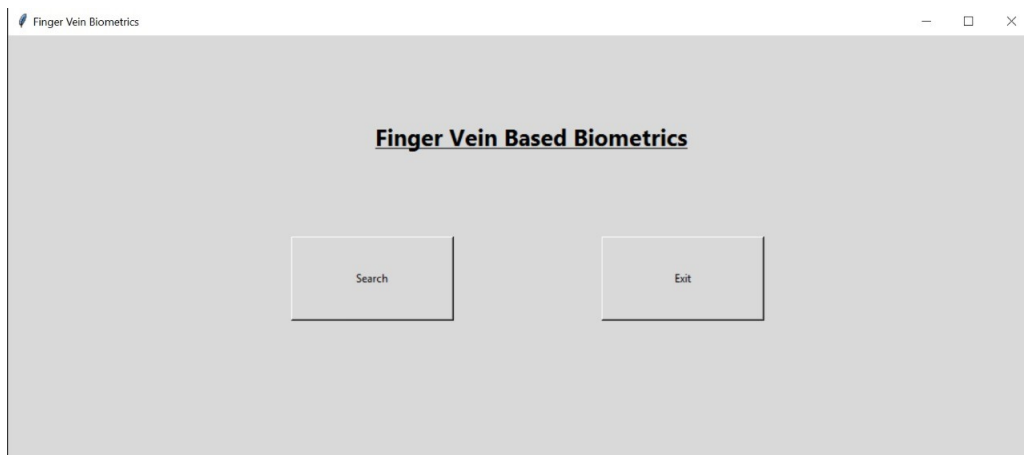 Finger Vein Biometrics
Finger Vein Based Biometrics
Search
Exit